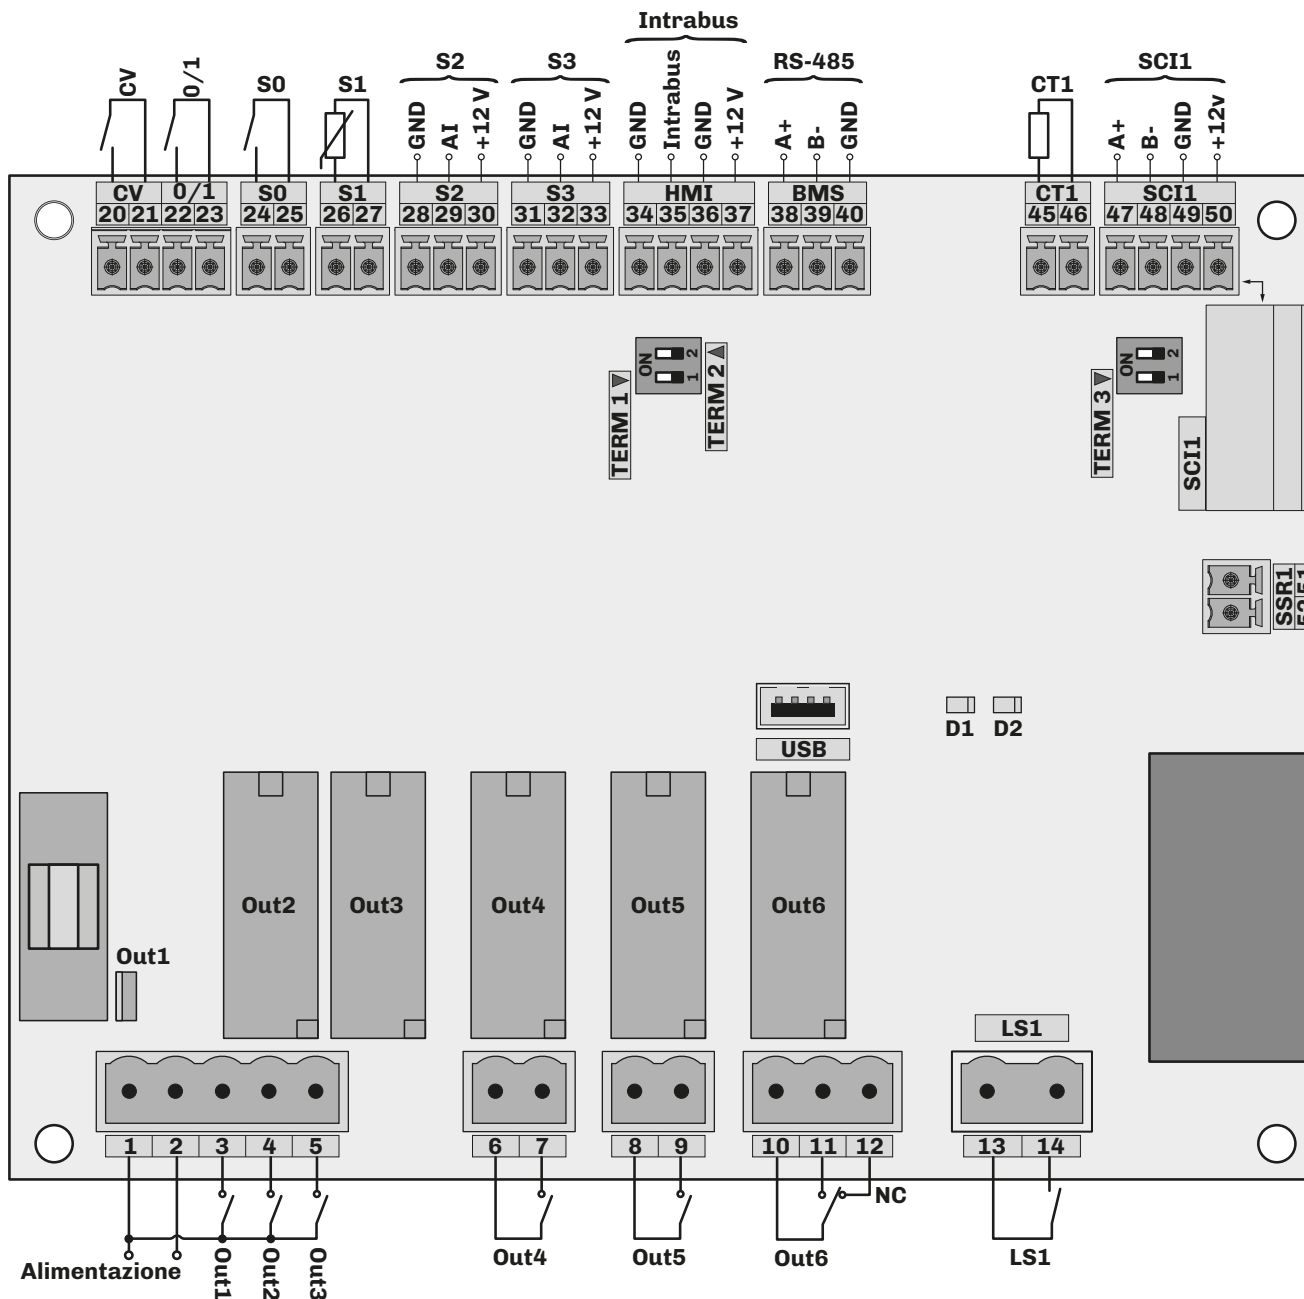 Intrabus
S2 S3 RS-485 SCI1
CV 0/1 S0 S1 CT1
GND AI +12 V GND AI +12 V GND Intrabus GND +12 V A+ B- GND A+ B- GND +12v
CV 0/1 S0 S1 S2 S3 HMI BMS CT1 SCI1
20 21 22 23 24 25 26 27 28 29 30 31 32 33 34 35 36 37 38 39 40 45 46 47 48 49 50
ON 1 2
ON 1 2
TERM 1
TERM 2
TERM 3
SCI1
SSR1
52 51
USB
D1 D2
Out2 Out3 Out4 Out5 Out6
Out1
LS1
1 2 3 4 5 6 7 8 9 10 11 12 13 14
NC
Alimentazione Out1 Out2 Out3 Out4 Out5 Out6 LS1